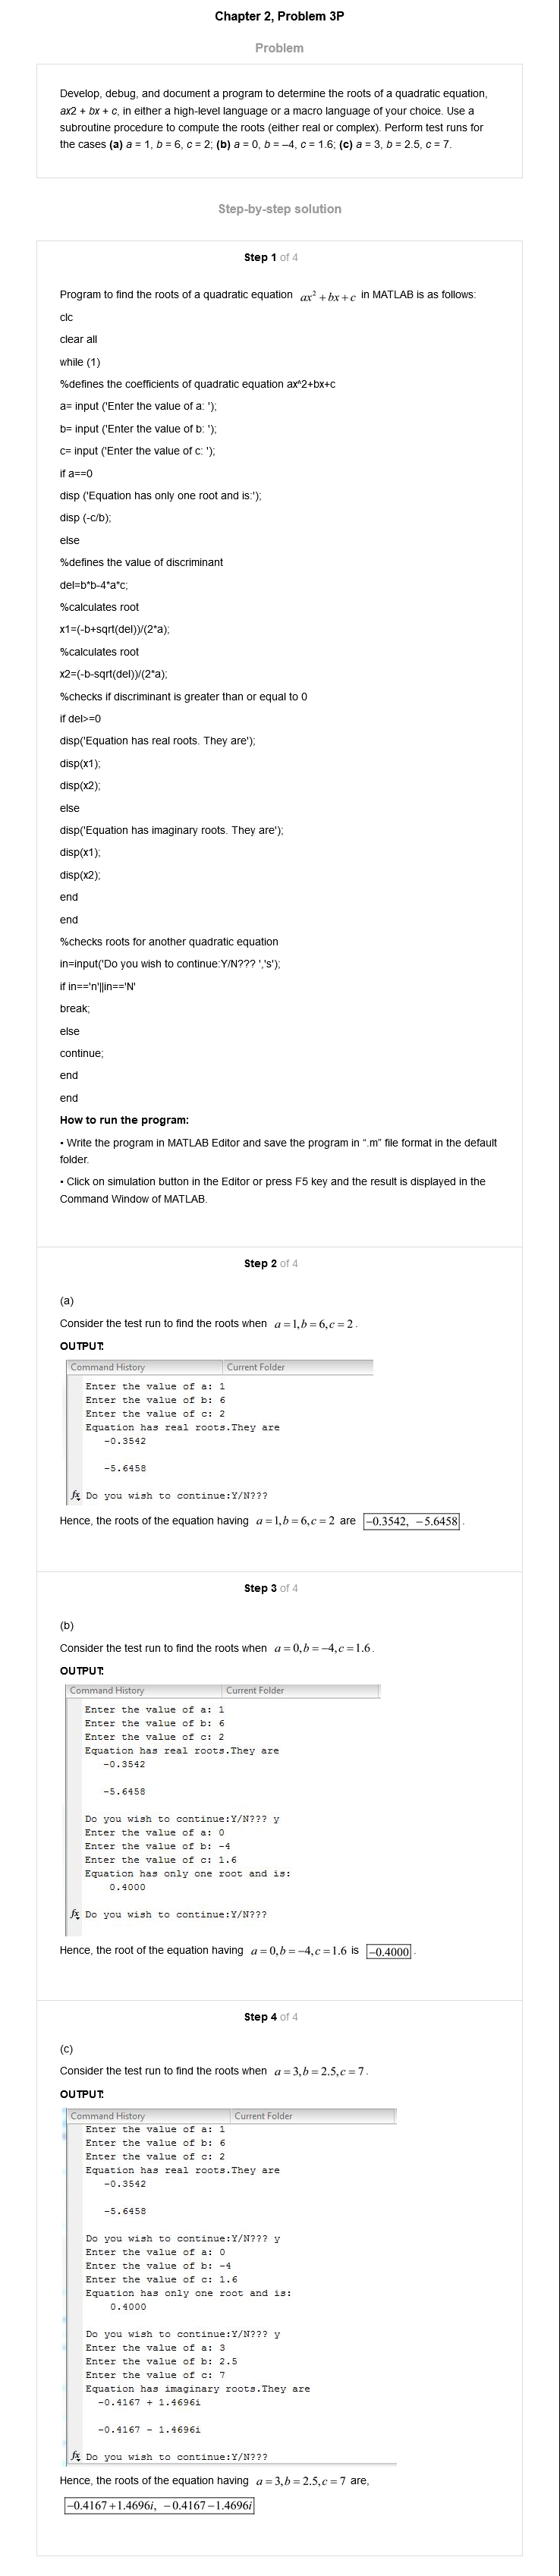 Chapter 2, Problem 3P
Problem
Develop, debug, and document a program to determine the roots of a quadratic equation,
ax2 + bx + c, in either a high-level language or a macro language of your choice. Use a
subroutine procedure to compute the roots (either real or complex). Perform test runs for
the cases (a) a = 1, b = 6, c = 2; (b) a = 0, b = –4, c = 1.6; (c) a = 3, b = 2.5, c = 7.
Step-by-step solution
Step 1 of 4
Program to find the roots of a quadratic equation ax² + bx + c in MATLAB is as follows:
clc
clear all
while (1)
%defines the coefficients of quadratic equation ax^2+bx+c
a= input ('Enter the value of a: ');
b= input ('Enter the value of b: ');
c= input ('Enter the value of c: ');
if a==0
disp ('Equation has only one root and is:');
disp (-c/b);
else
%defines the value of discriminant
del=b*b-4*a*c;
%calculates root
x1=(-b+sqrt(del))/(2*a);
%calculates root
x2=(-b-sqrt(del))/(2*a);
%checks if discriminant is greater than or equal to 0
if del>=0
disp('Equation has real roots. They are');
disp(x1);
disp(x2);
else
disp('Equation has imaginary roots. They are');
disp(x1);
disp(x2);
end
end
%checks roots for another quadratic equation
in=input('Do you wish to continue:Y/N??? ','s');
if in=='n'||in=='N'
break;
else
continue;
end
end
How to run the program:
• Write the program in MATLAB Editor and save the program in “.m” file format in the default
folder.
• Click on simulation button in the Editor or press F5 key and the result is displayed in the
Command Window of MATLAB.
Step 2 of 4
(a)
Consider the test run to find the roots when a = 1, b = 6, c = 2 .
OUTPUT:
Command History Current Folder
Enter the value of a: 1
Enter the value of b: 6
Enter the value of c: 2
Equation has real roots.They are
-0.3542
-5.6458
fx Do you wish to continue:Y/N???
Hence, the roots of the equation having a = 1, b = 6, c = 2 are −0.3542, −5.6458 .
Step 3 of 4
(b)
Consider the test run to find the roots when a = 0, b = −4, c = 1.6 .
OUTPUT:
Command History Current Folder
Enter the value of a: 1
Enter the value of b: 6
Enter the value of c: 2
Equation has real roots.They are
-0.3542
-5.6458
Do you wish to continue:Y/N??? y
Enter the value of a: 0
Enter the value of b: -4
Enter the value of c: 1.6
Equation has only one root and is:
0.4000
fx Do you wish to continue:Y/N???
Hence, the root of the equation having a = 0, b = −4, c = 1.6 is −0.4000 .
Step 4 of 4
(c)
Consider the test run to find the roots when a = 3, b = 2.5, c = 7 .
OUTPUT:
Command History Current Folder
Enter the value of a: 1
Enter the value of b: 6
Enter the value of c: 2
Equation has real roots.They are
-0.3542
-5.6458
Do you wish to continue:Y/N??? y
Enter the value of a: 0
Enter the value of b: -4
Enter the value of c: 1.6
Equation has only one root and is:
0.4000
Do you wish to continue:Y/N??? y
Enter the value of a: 3
Enter the value of b: 2.5
Enter the value of c: 7
Equation has imaginary roots.They are
-0.4167 + 1.4696i
-0.4167 - 1.4696i
fx Do you wish to continue:Y/N???
Hence, the roots of the equation having a = 3, b = 2.5, c = 7 are,
−0.4167 + 1.4696i, −0.4167 − 1.4696i